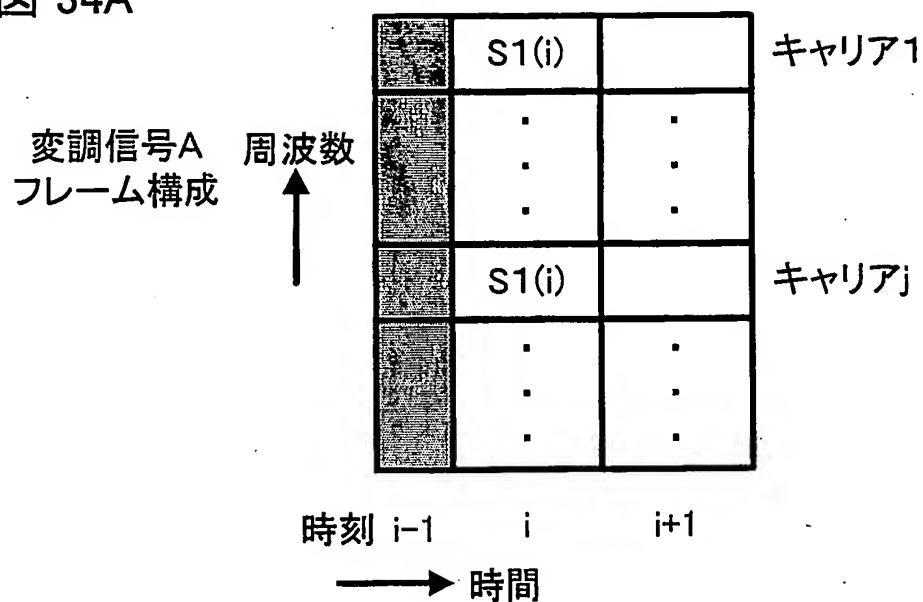 図 34A
S1(i) キャリア1
変調信号A 周波数
フレーム構成
S1(i) キャリアj
時刻 i-1 i i+1
時間